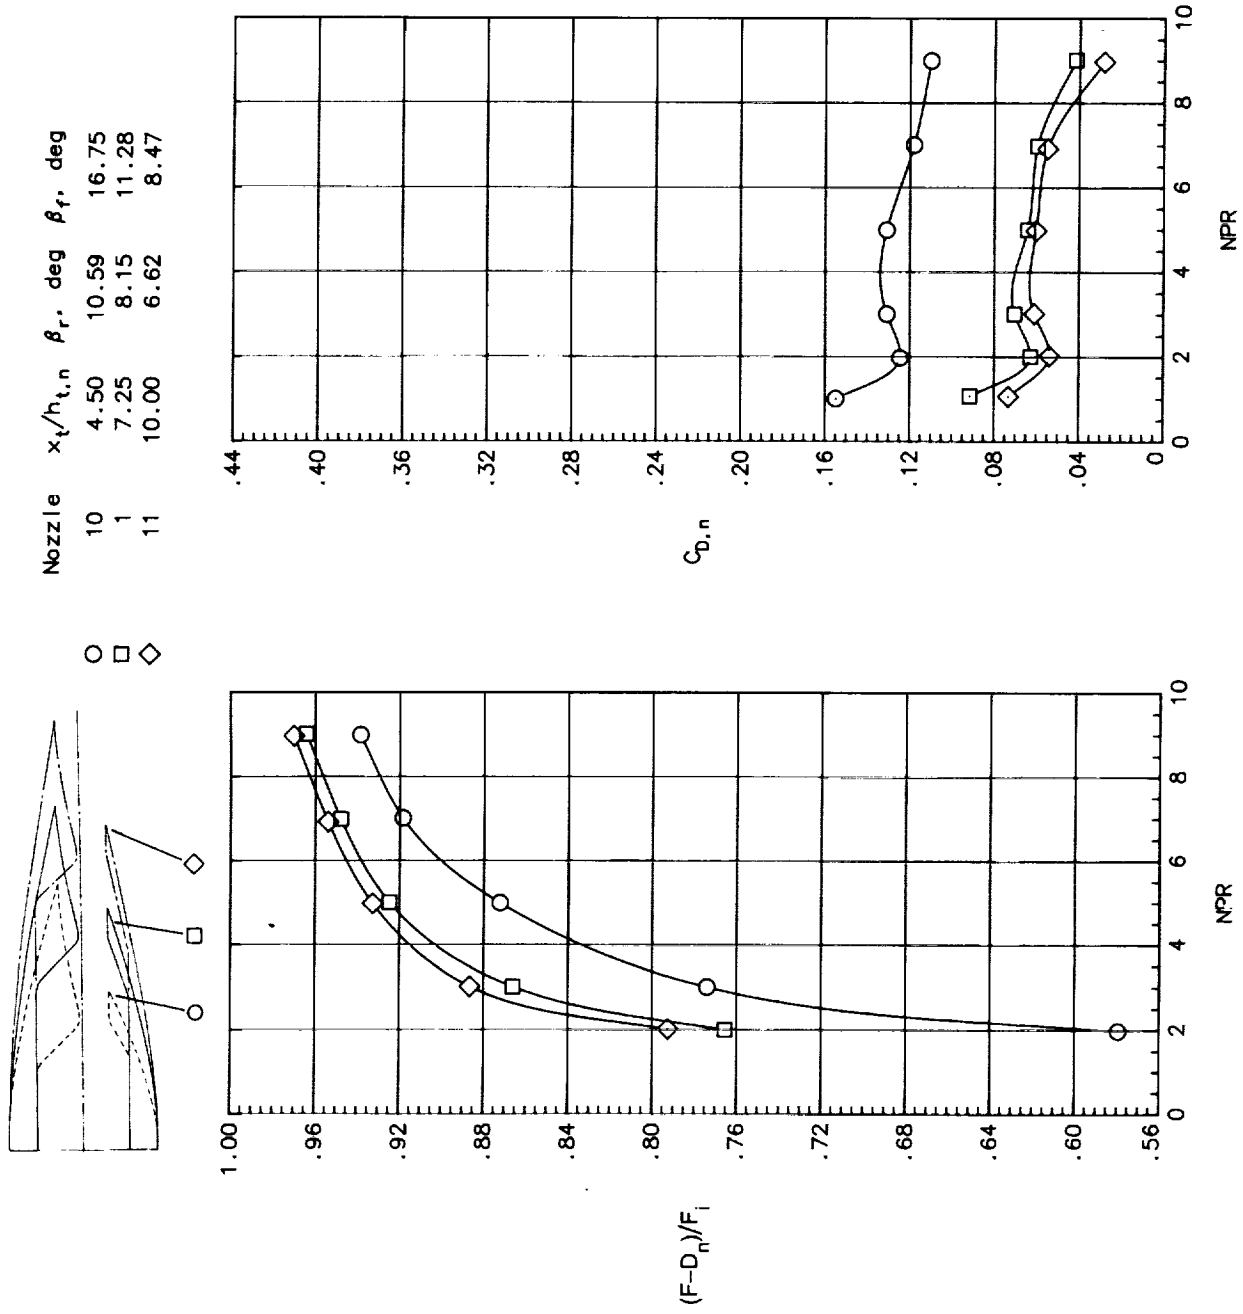 Nozzle x_t/h_t,n β_r, deg β_f, deg
10 4.50 10.59 16.75
1 7.25 8.15 11.28
11 10.00 6.62 8.47
1.00
.96
.92
.88
.84
.80
.76
.72
.68
.64
.60
.56
(F-D_n)/F_i
0 2 4 6 8 10
NPR
.44
.40
.36
.32
.28
.24
.20
.16
.12
.08
.04
0
C_D,n
0 2 4 6 8 10
NPR